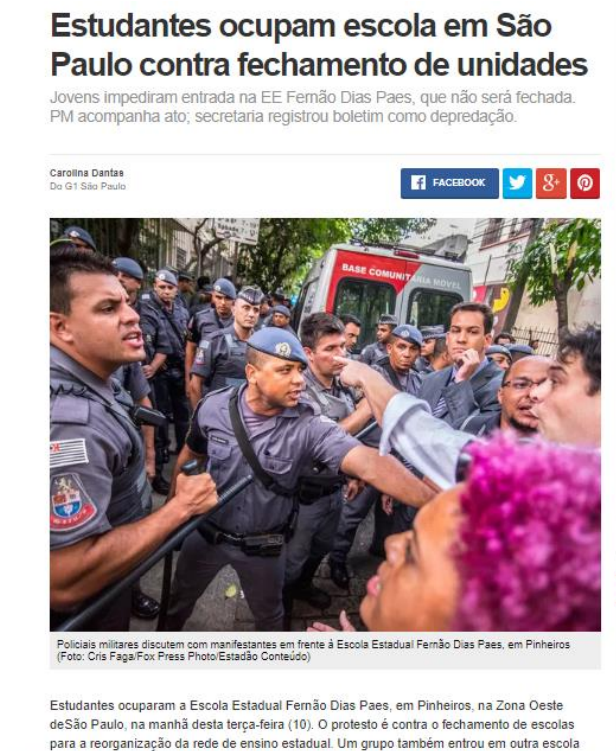 Estudantes ocupam escola em São
Paulo contra fechamento de unidades
Jovens impediram entrada na EE Fernão Dias Paes, que não será fechada.
PM acompanha ato; secretaria registrou boletim como depredação.
Carolina Dantas
Do G1 São Paulo
FACEBOOK
BASE COMUNITÁRIA MÓVEL
Policiais militares discutem com manifestantes em frente à Escola Estadual Fernão Dias Paes, em Pinheiros
(Foto: Cris Faga/Fox Press Photo/Estadão Conteúdo)
Estudantes ocuparam a Escola Estadual Fernão Dias Paes, em Pinheiros, na Zona Oeste
deSão Paulo, na manhã desta terça-feira (10). O protesto é contra o fechamento de escolas
para a reorganização da rede de ensino estadual. Um grupo também entrou em outra escola